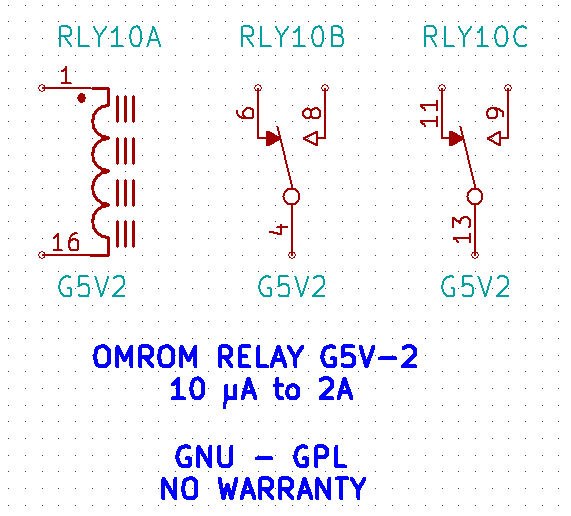 RLY10A RLY10B RLY10C
1
6 8 11 9
16 4 13
G5V2 G5V2 G5V2
OMROM RELAY G5V-2
10 µA to 2A
GNU - GPL
NO WARRANTY